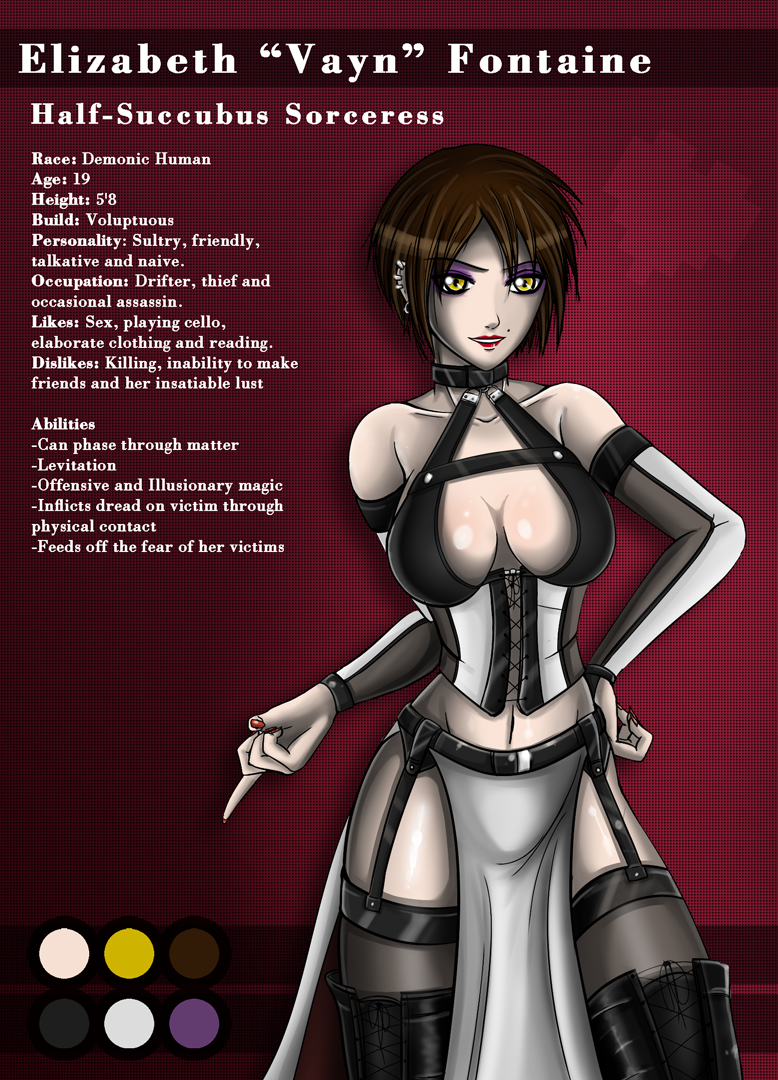 Elizabeth “Vayn” Fontaine
Half-Succubus Sorceress
Race: Demonic Human
Age: 19
Height: 5'8
Build: Voluptuous
Personality: Sultry, friendly,
talkative and naive.
Occupation: Drifter, thief and
occasional assassin.
Likes: Sex, playing cello,
elaborate clothing and reading.
Dislikes: Killing, inability to make
friends and her insatiable lust
Abilities
-Can phase through matter
-Levitation
-Offensive and Illusionary magic
-Inflicts dread on victim through
physical contact
-Feeds off the fear of her victims